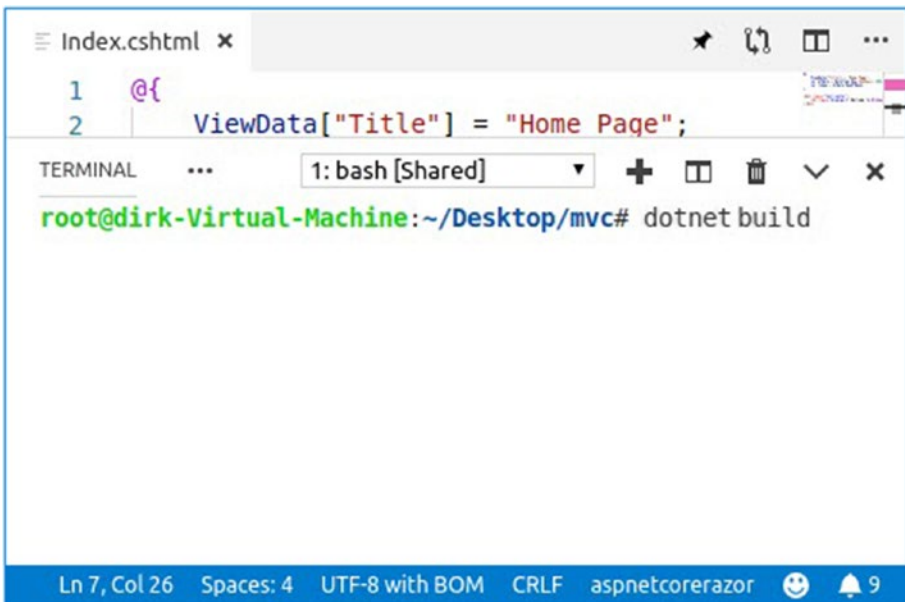 Index.cshtml
1 @{
2 ViewData["Title"] = "Home Page";
TERMINAL ... 1: bash [Shared]
root@dirk-Virtual-Machine:~/Desktop/mvc# dotnet build
Ln 7, Col 26 Spaces: 4 UTF-8 with BOM CRLF aspnetcorerazor 9